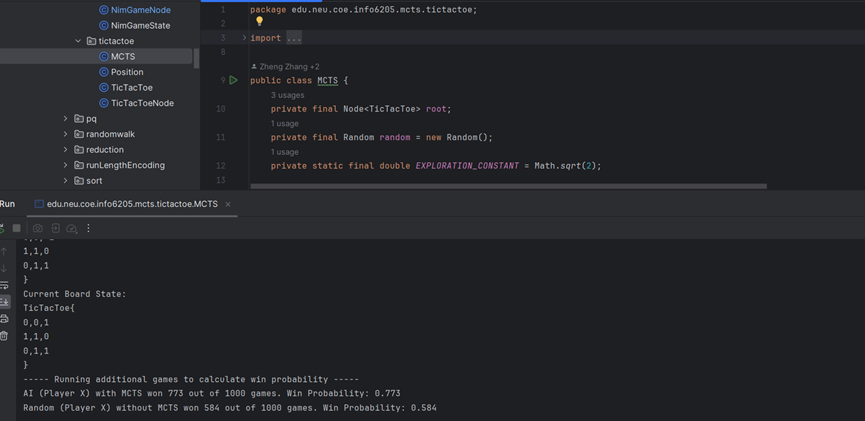 NimGameNode
NimGameState
tictactoe
MCTS
Position
TicTacToe
TicTacToeNode
pq
randomwalk
reduction
runLengthEncoding
sort
1 package edu.neu.coe.info6205.mcts.tictactoe;
2
3 import ...
8
Zheng Zhang +2
9 public class MCTS {
3 usages
10 private final Node<TicTacToe> root;
1 usage
11 private final Random random = new Random();
1 usage
12 private static final double EXPLORATION_CONSTANT = Math.sqrt(2);
13
Run edu.neu.coe.info6205.mcts.tictactoe.MCTS
1,1,0
0,1,1
}
Current Board State:
TicTacToe{
0,0,1
1,1,0
0,1,1
}
----- Running additional games to calculate win probability -----
AI (Player X) with MCTS won 773 out of 1000 games. Win Probability: 0.773
Random (Player X) without MCTS won 584 out of 1000 games. Win Probability: 0.584